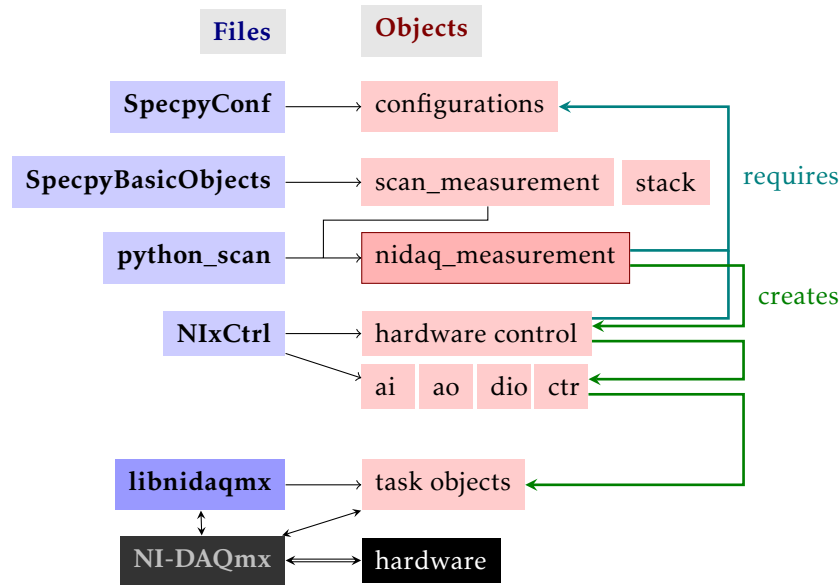 Files Objects
SpecpyConf configurations
requires
SpecpyBasicObjects scan_measurement stack
python_scan nidaq_measurement
creates
NIxCtrl hardware control
ai ao dio ctr
libnidaqmx task objects
NI-DAQmx hardware